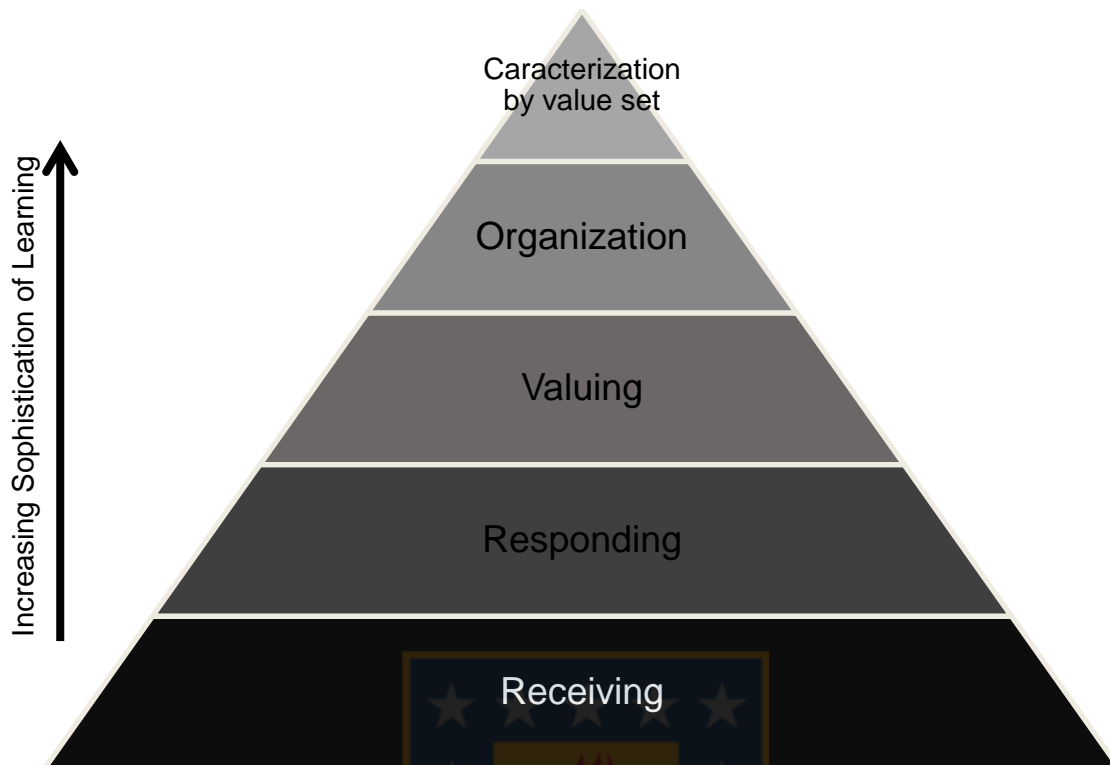 Caracterization
by value set
Organization
Valuing
Responding
Receiving
Increasing Sophistication of Learning